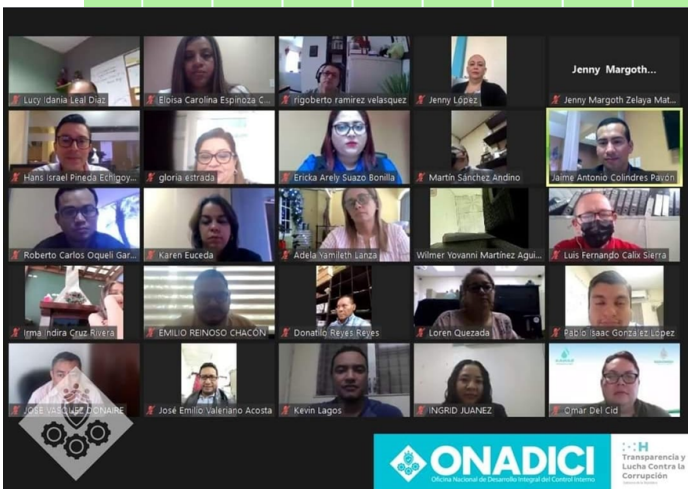 Lucy Idania Leal Diaz
Eloisa Carolina Espinoza C...
rigoberto ramirez velasquez
Jenny López
Jenny Margoth...
Jenny Margoth Zelaya Mat...
Hans Israel Pineda Echigoy...
gloria estrada
Ericka Arely Suazo Bonilla
Martín Sánchez Andino
Jaime Antonio Colindres Pavón
Roberto Carlos Oqueli Gar...
Karen Euceda
Adela Yamileth Lanza
Wilmer Yovanni Martínez Agui...
Luis Fernando Calix Sierra
Irma Indira Cruz Rivera
EMILIO REINOSO CHACÓN
Donatilo Reyes Reyes
Loren Quezada
Pablo Isaac Gonzalez López
JOSE VASQUEZ DONAIRE
José Emilio Valeriano Acosta
Kevin Lagos
INGRID JUANEZ
Omar Del Cid
ONADICI
Oficina Nacional de Desarrollo Integral del Control Interno
Transparencia y
Lucha Contra la
Corrupción